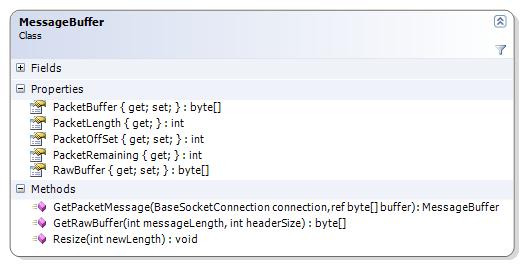 MessageBuffer
Class
Fields
Properties
PacketBuffer { get; set; } : byte[]
PacketLength { get; } : int
PacketOffSet { get; set; } : int
PacketRemaining { get; } : int
RawBuffer { get; set; } : byte[]
Methods
GetPacketMessage(BaseSocketConnection connection,ref byte[] buffer): MessageBuffer
GetRawBuffer(int messageLength, int headerSize) : byte[]
Resize(int newLength) : void